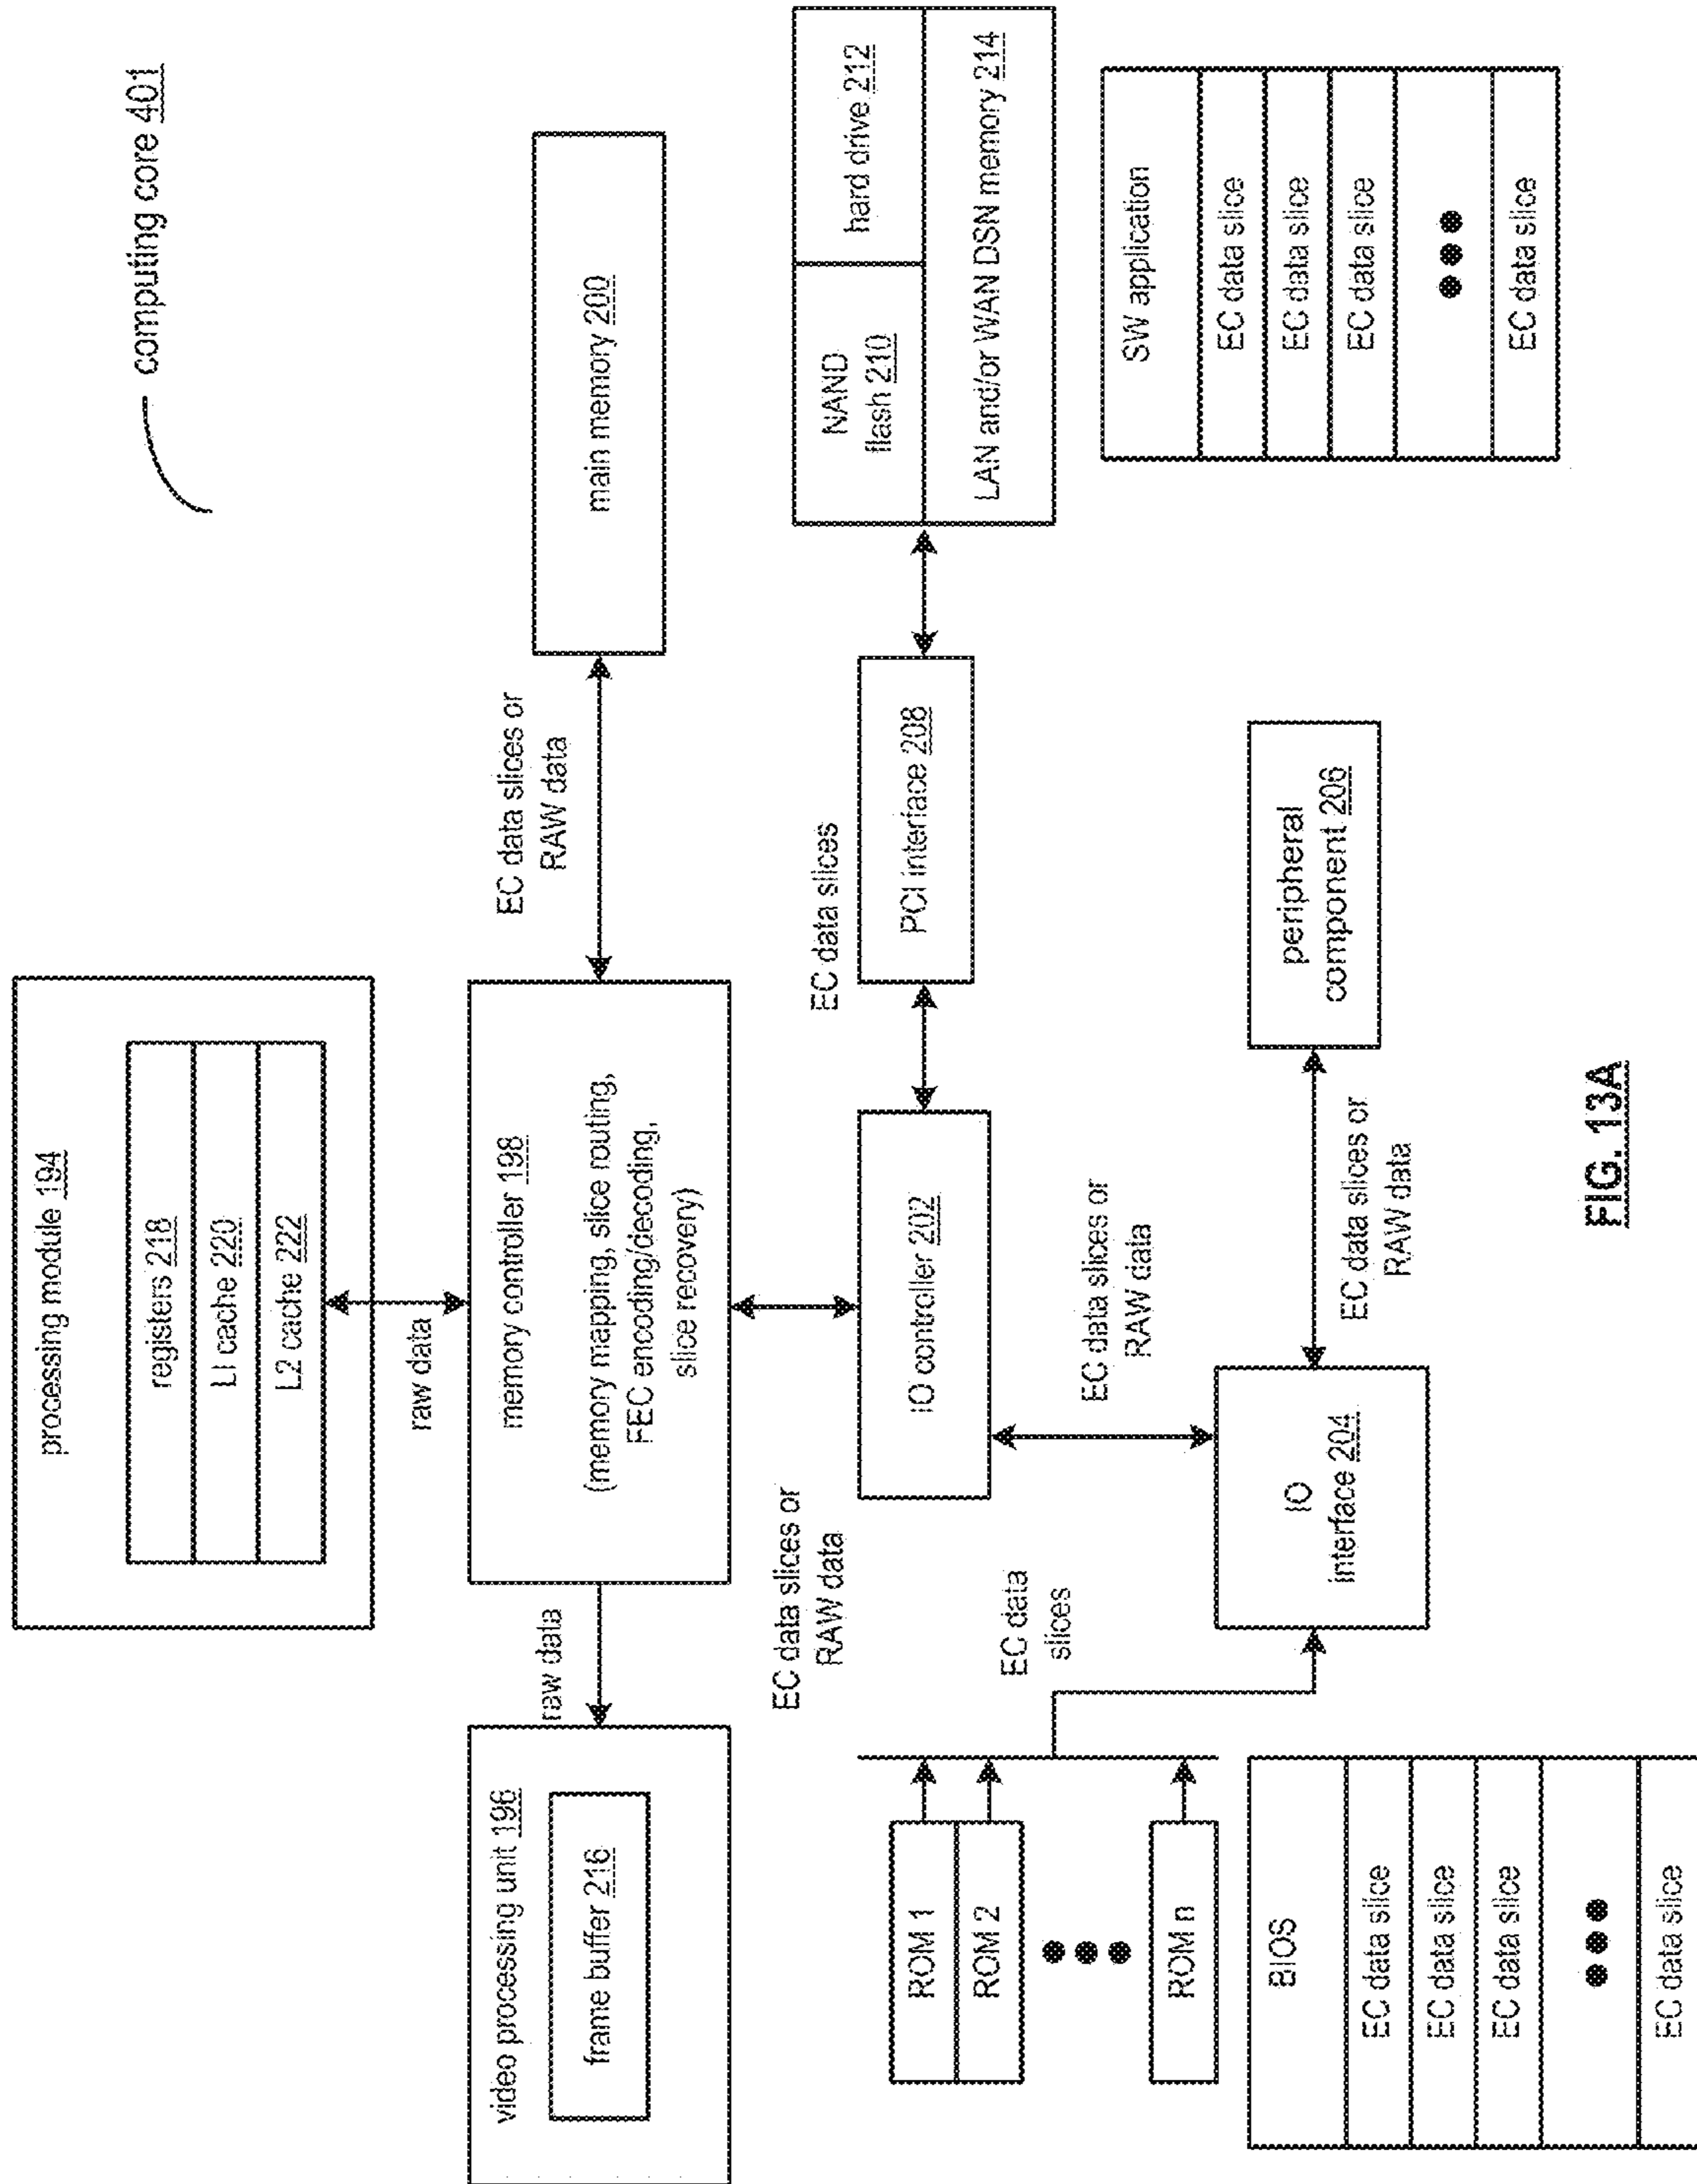 computing core 401
processing module 194
registers 218
L1 cache 220
L2 cache 222
raw data
video processing unit 196
frame buffer 216
raw data
memory controller 198
(memory mapping, slice routing,
FEC encoding/decoding,
slice recovery)
EC data slices or
RAW data
main memory 200
EC data slices or
RAW data
IO controller 202
EC data slices
PCI interface 208
NAND
flash 210
hard drive 212
LAN and/or WAN DSN memory 214
ROM 1
ROM 2
ROM n
EC data
slices
EC data slices or
RAW data
IO
interface 204
EC data slices or
RAW data
peripheral
component 206
BIOS
EC data slice
EC data slice
EC data slice
EC data slice
SW application
EC data slice
EC data slice
EC data slice
EC data slice
FIG. 13A